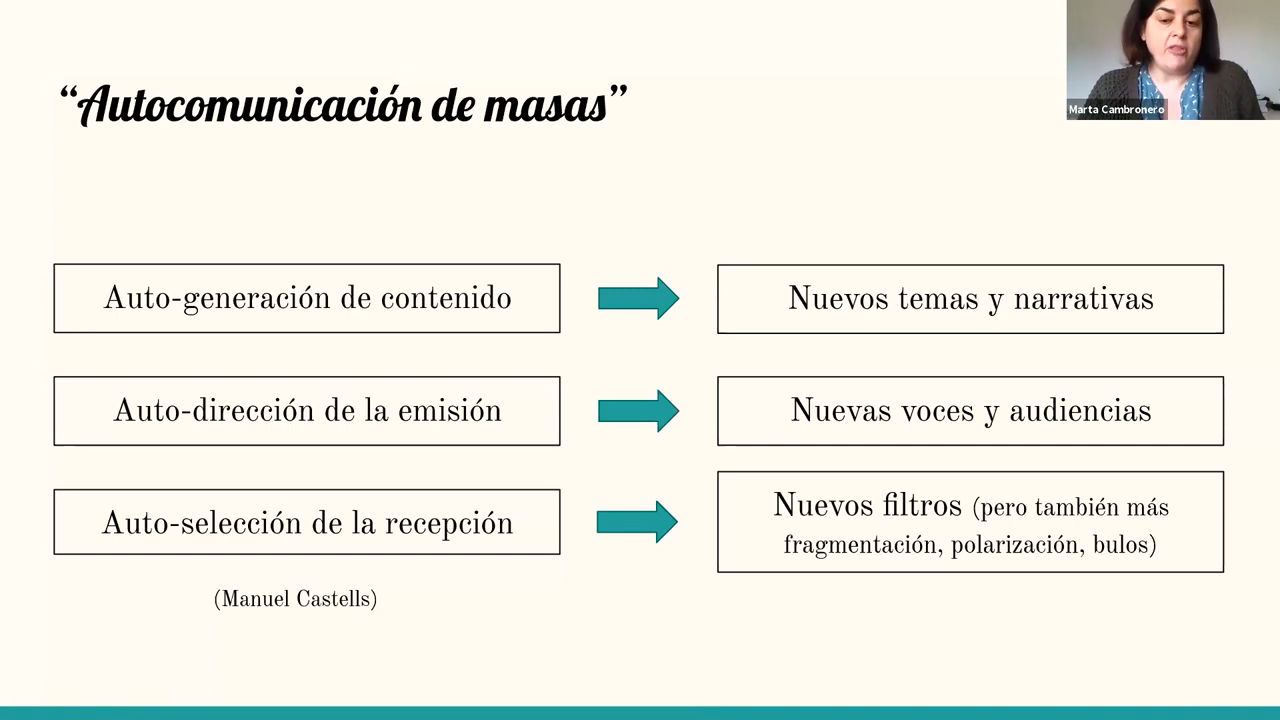 “Autocomunicación de masas”
Marta Cambronero
Auto-generación de contenido
Nuevos temas y narrativas
Auto-dirección de la emisión
Nuevas voces y audiencias
Auto-selección de la recepción
Nuevos filtros (pero también más
fragmentación, polarización, bulos)
(Manuel Castells)